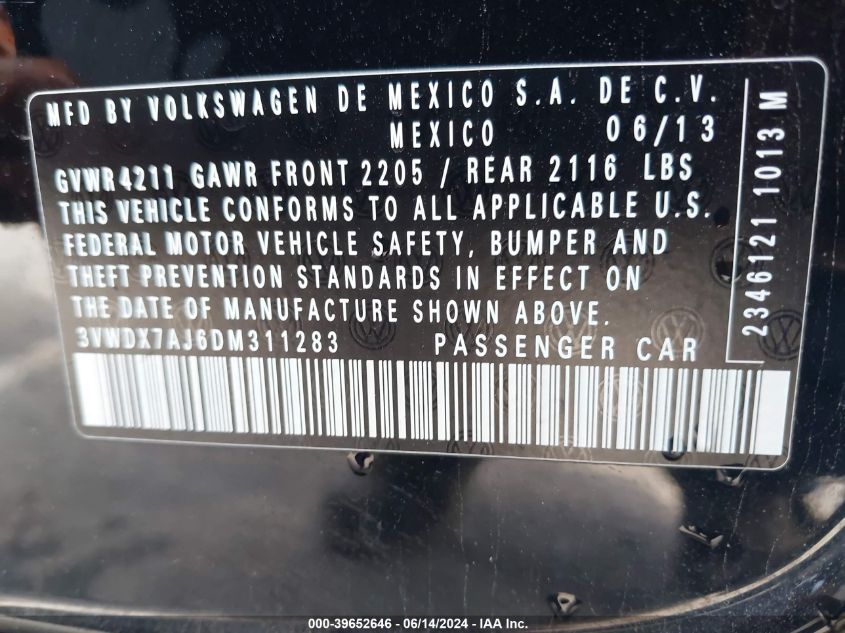 MFD BY VOLKSWAGEN DE MEXICO S.A. DE C.V.
MEXICO 06/13
GVWR4211 GAWR FRONT 2205 / REAR 2116 LBS
THIS VEHICLE CONFORMS TO ALL APPLICABLE U.S.
FEDERAL MOTOR VEHICLE SAFETY, BUMPER AND
THEFT PREVENTION STANDARDS IN EFFECT ON
THE DATE OF MANUFACTURE SHOWN ABOVE.
3VWDX7AJ6DM311283 PASSENGER CAR
2346121 1013 M
000-39652646 - 06/14/2024 - IAA Inc.